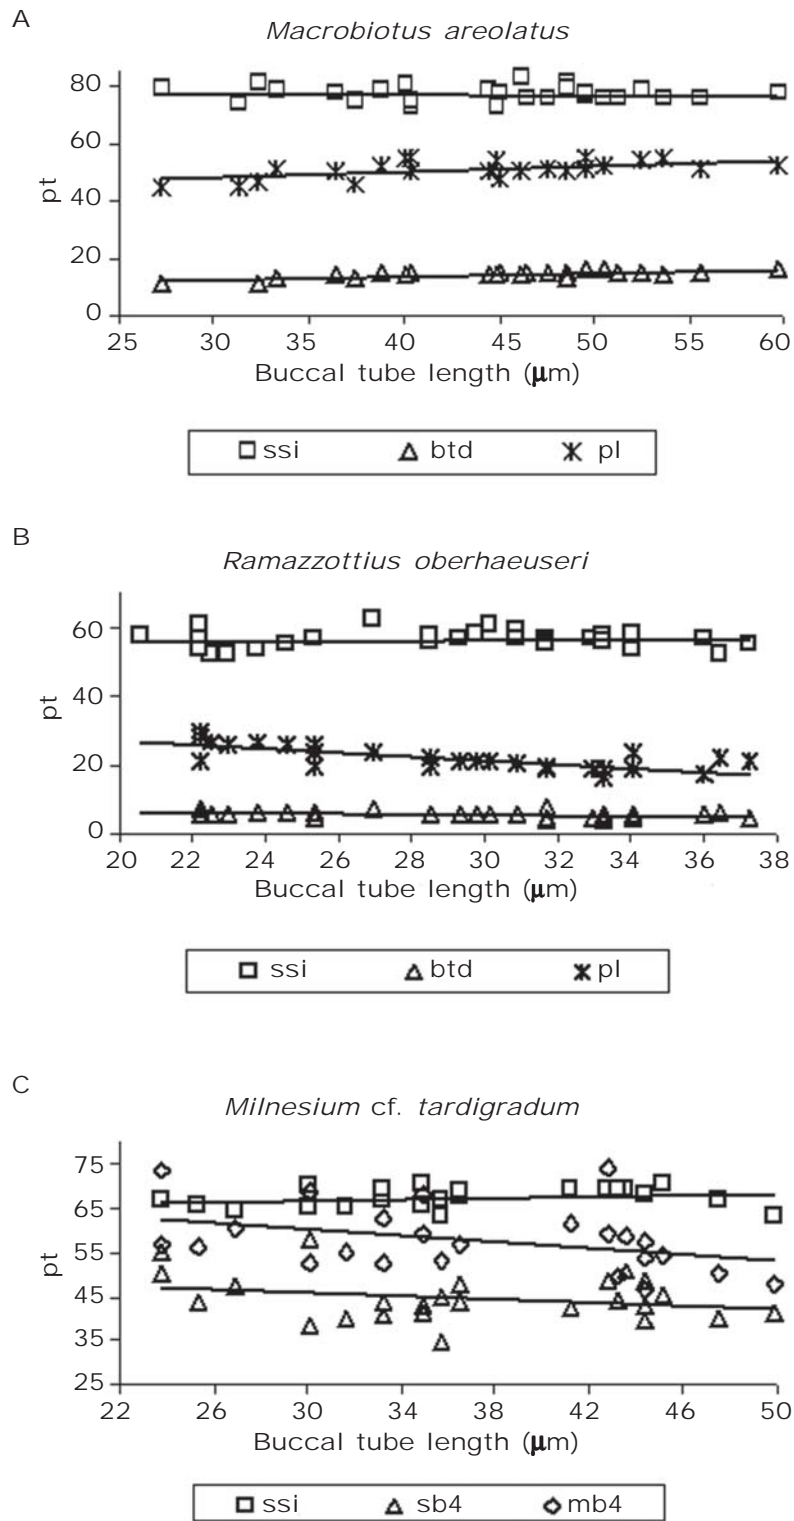 A
Macrobiotus areolatus
80
60
40
20
0
pt
25 30 35 40 45 50 55 60
Buccal tube length (µm)
ssi btd pl
B
Ramazzottius oberhaeuseri
60
40
20
0
pt
20 22 24 26 28 30 32 34 36 38
Buccal tube length (µm)
ssi btd pl
C
Milnesium cf. tardigradum
75
65
55
45
35
25
pt
22 26 30 34 38 42 46 50
Buccal tube length (µm)
ssi sb4 mb4